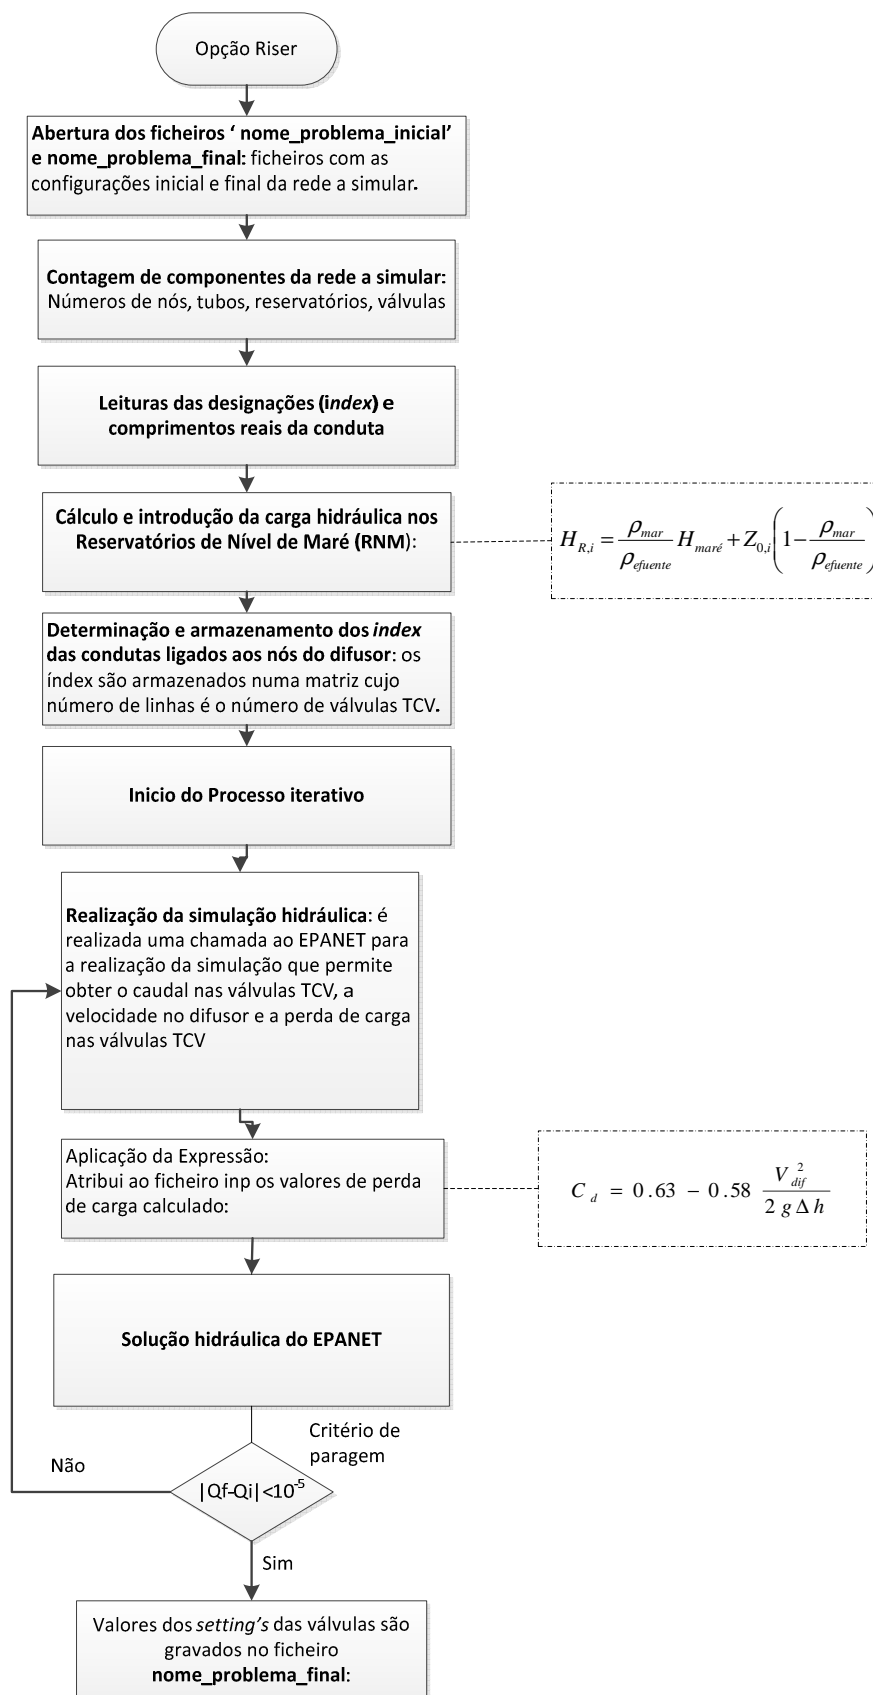 Opção Riser
Abertura dos ficheiros ‘ nome_problema_inicial’
e nome_problema_final: ficheiros com as
configurações inicial e final da rede a simular.
Contagem de componentes da rede a simular:
Números de nós, tubos, reservatórios, válvulas
Leituras das designações (index) e
comprimentos reais da conduta
Cálculo e introdução da carga hidráulica nos
Reservatórios de Nível de Maré (RNM):
H_{R,i} = \frac{ρ_{mar}}{ρ_{efuente}} H_{maré} + Z_{0,i} (1 − \frac{ρ_{mar}}{ρ_{efuente}})
Determinação e armazenamento dos index
das condutas ligados aos nós do difusor: os
índex são armazenados numa matriz cujo
número de linhas é o número de válvulas TCV.
Inicio do Processo iterativo
Realização da simulação hidráulica: é
realizada uma chamada ao EPANET para
a realização da simulação que permite
obter o caudal nas válvulas TCV, a
velocidade no difusor e a perda de carga
nas válvulas TCV
Aplicação da Expressão:
Atribui ao ficheiro inp os valores de perda
de carga calculado:
C_d = 0.63 − 0.58 \frac{V_{dif}^2}{2 g Δh}
Solução hidráulica do EPANET
Critério de
paragem
Não
|Qf-Qi|<10^{-5}
Sim
Valores dos setting’s das válvulas são
gravados no ficheiro
nome_problema_final: